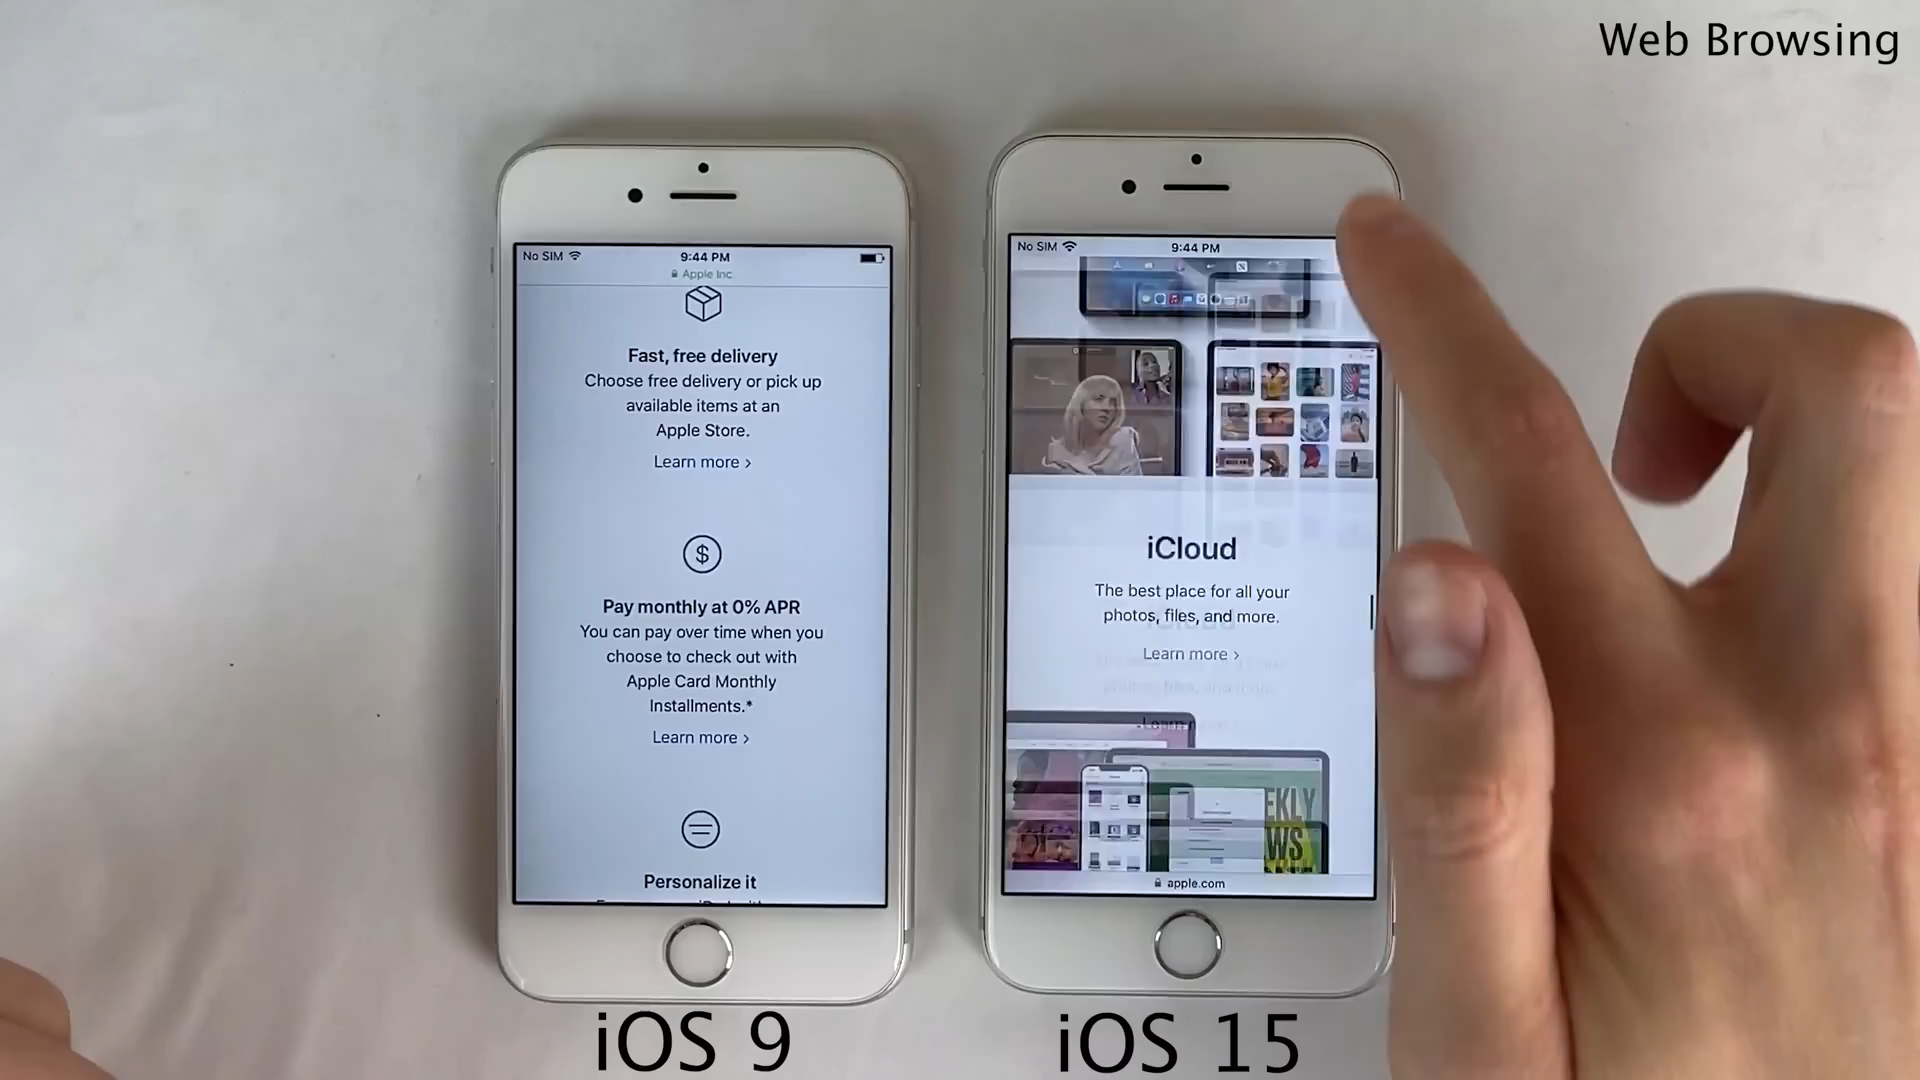 Web Browsing
No SIM
9:44 PM
Apple Inc.
Fast, free delivery
Choose free delivery or pick up
available items at an
Apple Store.
Learn more ›
$
Pay monthly at 0% APR
You can pay over time when you
choose to check out with
Apple Card Monthly
Installments.*
Learn more ›
Personalize it
No SIM
9:44 PM
iCloud
The best place for all your
photos, files, and more.
Learn more ›
EKLY
WS
apple.com
iOS 9
iOS 15